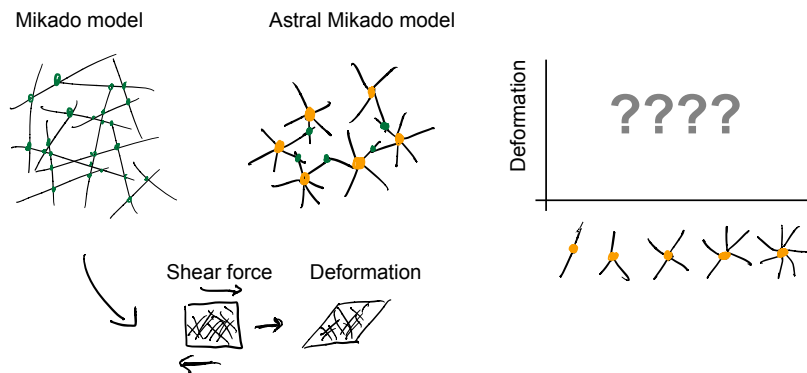 Mikado model
Astral Mikado model
????
Deformation
Shear force
Deformation